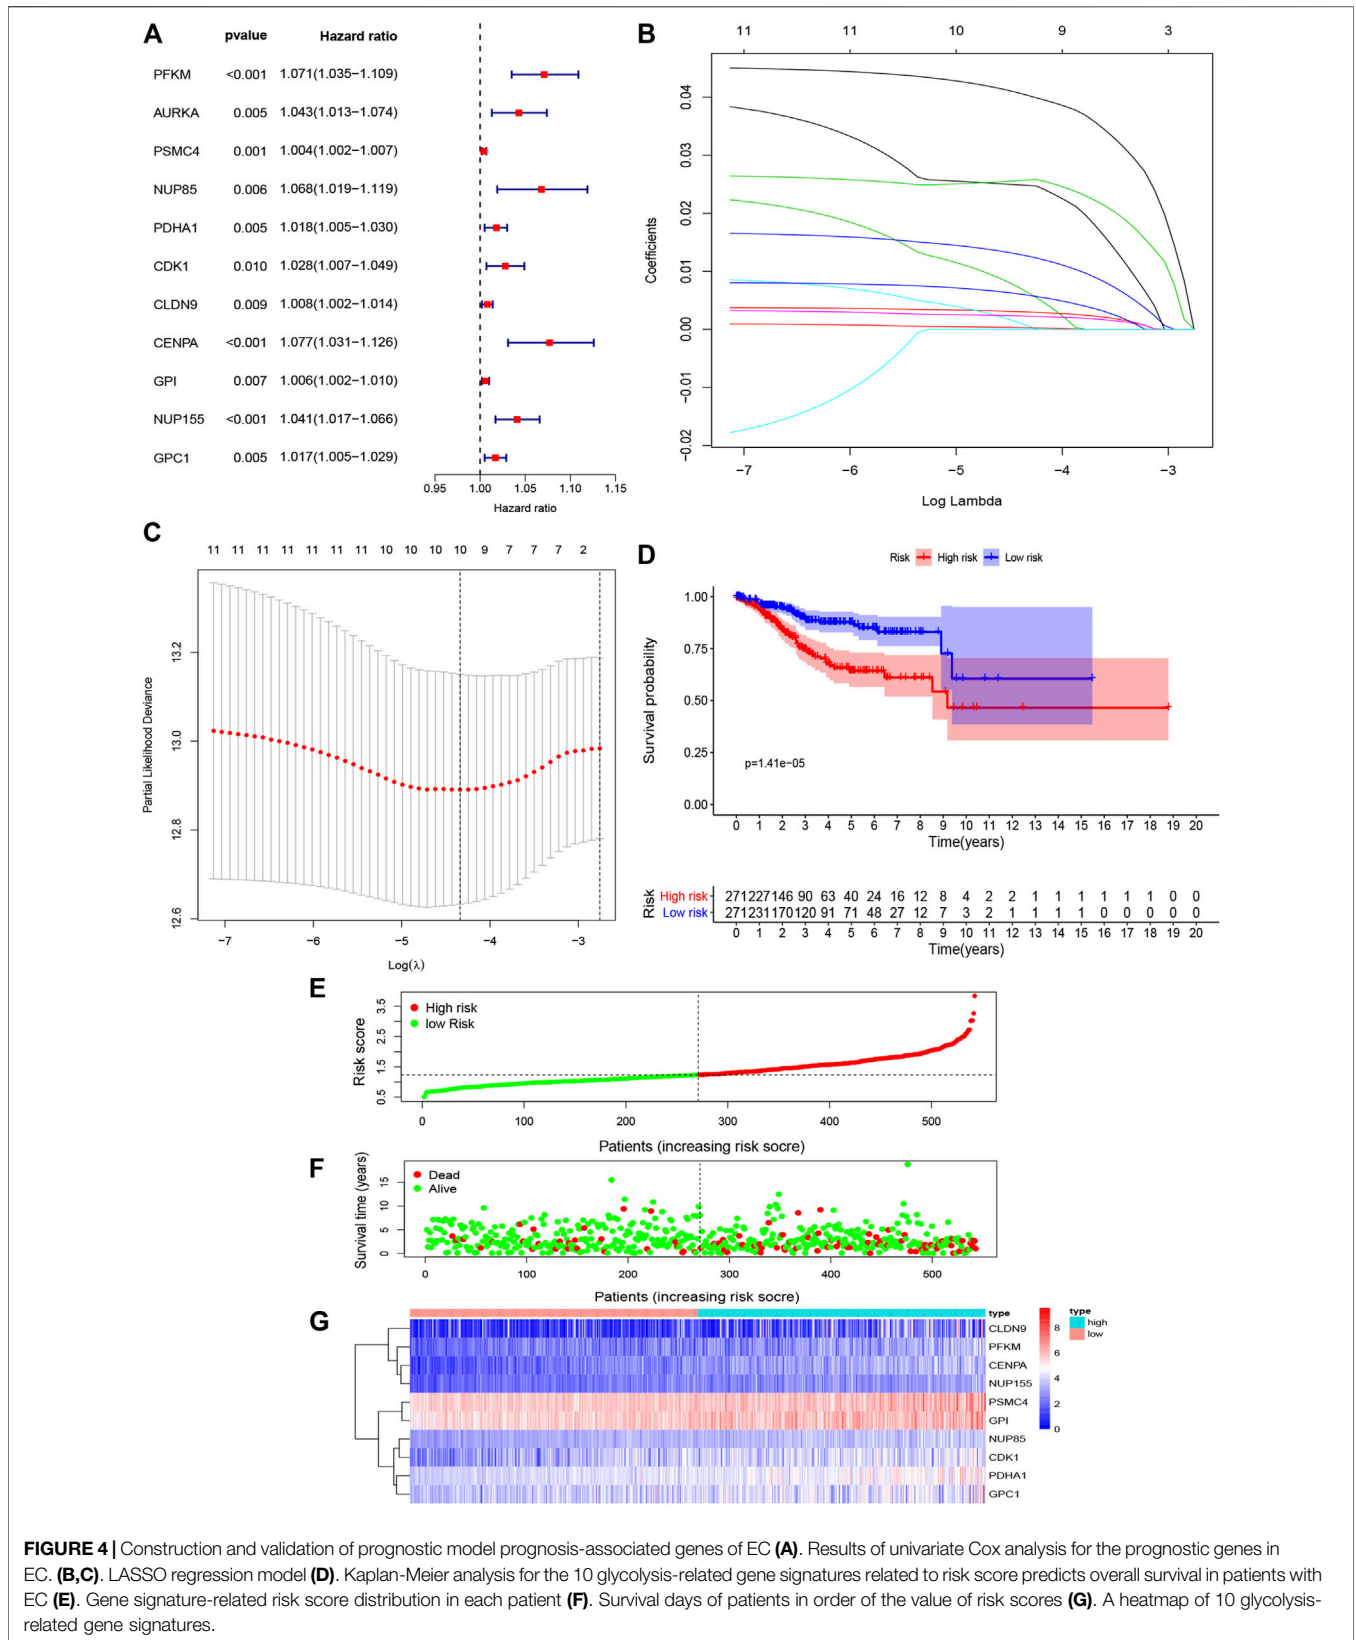 A
pvalue Hazard ratio
PFKM <0.001 1.071(1.035−1.109)
AURKA 0.005 1.043(1.013−1.074)
PSMC4 0.001 1.004(1.002−1.007)
NUP85 0.006 1.068(1.019−1.119)
PDHA1 0.005 1.018(1.005−1.030)
CDK1 0.010 1.028(1.007−1.049)
CLDN9 0.009 1.008(1.002−1.014)
CENPA <0.001 1.077(1.031−1.126)
GPI 0.007 1.006(1.002−1.010)
NUP155 <0.001 1.041(1.017−1.066)
GPC1 0.005 1.017(1.005−1.029)
0.95 1.00 1.05 1.10 1.15
Hazard ratio
B
11 11 10 9 3
Coefficients
0.04
0.03
0.02
0.01
0.00
−0.01
−0.02
−7 −6 −5 −4 −3
Log Lambda
C
11 11 11 11 11 11 11 10 10 10 10 9 7 7 7 2
Partial Likelihood Deviance
13.2
13.0
12.8
12.6
−7 −6 −5 −4 −3
Log(λ)
D
Risk High risk Low risk
Survival probability
1.00
0.75
0.50
0.25
0.00
p=1.41e−05
0 1 2 3 4 5 6 7 8 9 10 11 12 13 14 15 16 17 18 19 20
Time(years)
Risk
High risk 271 227 146 90 63 40 24 16 12 8 4 2 2 1 1 1 1 1 1 0 0
Low risk 271 231 170 120 91 71 48 27 12 7 3 2 1 1 1 1 0 0 0 0 0
0 1 2 3 4 5 6 7 8 9 10 11 12 13 14 15 16 17 18 19 20
Time(years)
E
Risk score
3.5
2.5
1.5
0.5
High risk
low Risk
0 100 200 300 400 500
Patients (increasing risk socre)
F
Survival time (years)
15
10
5
0
Dead
Alive
0 100 200 300 400 500
Patients (increasing risk socre)
G
type
CLDN9
PFKM
CENPA
NUP155
PSMC4
GPI
NUP85
CDK1
PDHA1
GPC1
8
6
4
2
0
type
high
low
FIGURE 4 | Construction and validation of prognostic model prognosis-associated genes of EC (A). Results of univariate Cox analysis for the prognostic genes in
EC. (B,C). LASSO regression model (D). Kaplan-Meier analysis for the 10 glycolysis-related gene signatures related to risk score predicts overall survival in patients with
EC (E). Gene signature-related risk score distribution in each patient (F). Survival days of patients in order of the value of risk scores (G). A heatmap of 10 glycolysis-
related gene signatures.